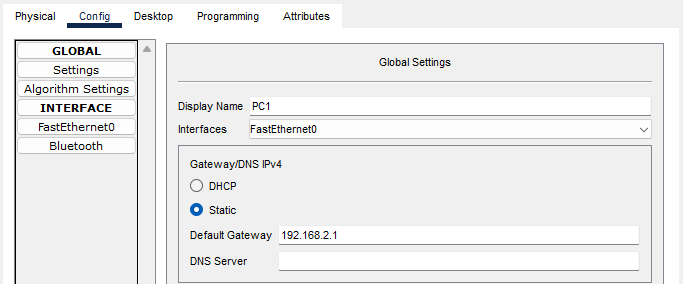 Physical Config Desktop Programming Attributes
GLOBAL
Settings
Algorithm Settings
INTERFACE
FastEthernet0
Bluetooth
Global Settings
Display Name PC1
Interfaces FastEthernet0
Gateway/DNS IPv4
DHCP
Static
Default Gateway 192.168.2.1
DNS Server